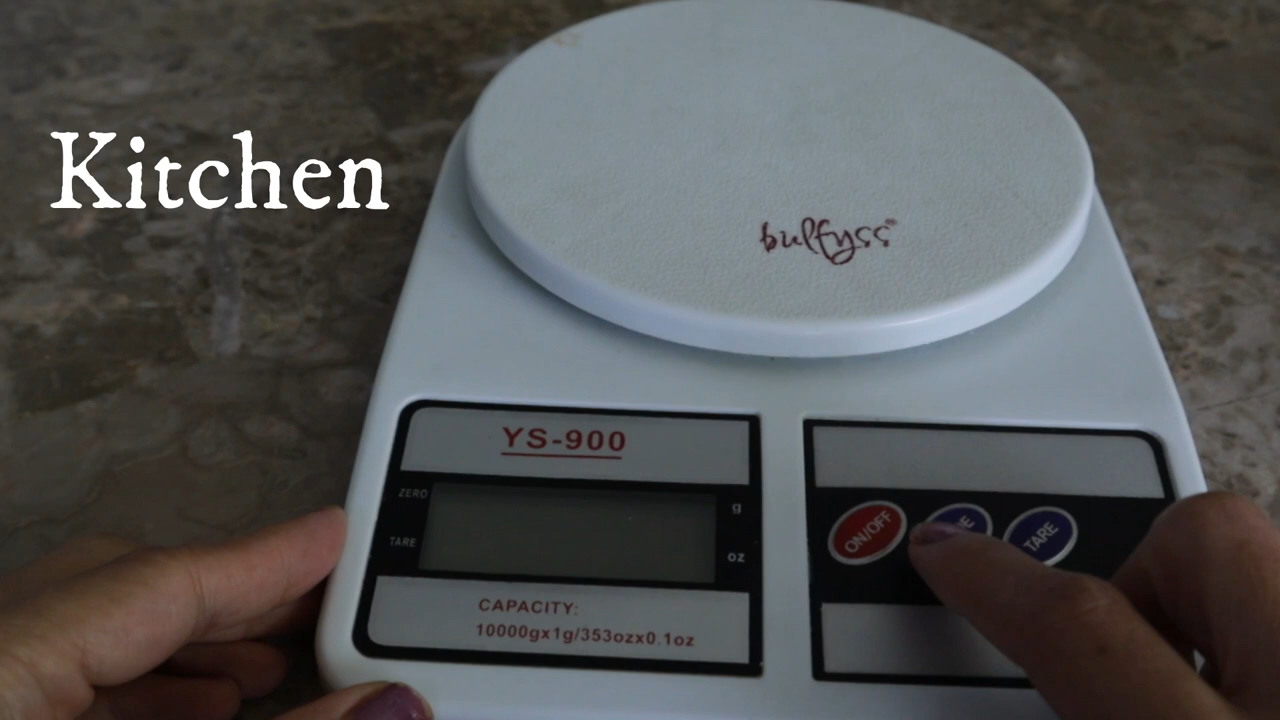 Kitchen
bulfyss®
YS-900
ZERO
g
TARE
oz
CAPACITY:
10000gx1g/353ozx0.1oz
ON/OFF
TARE